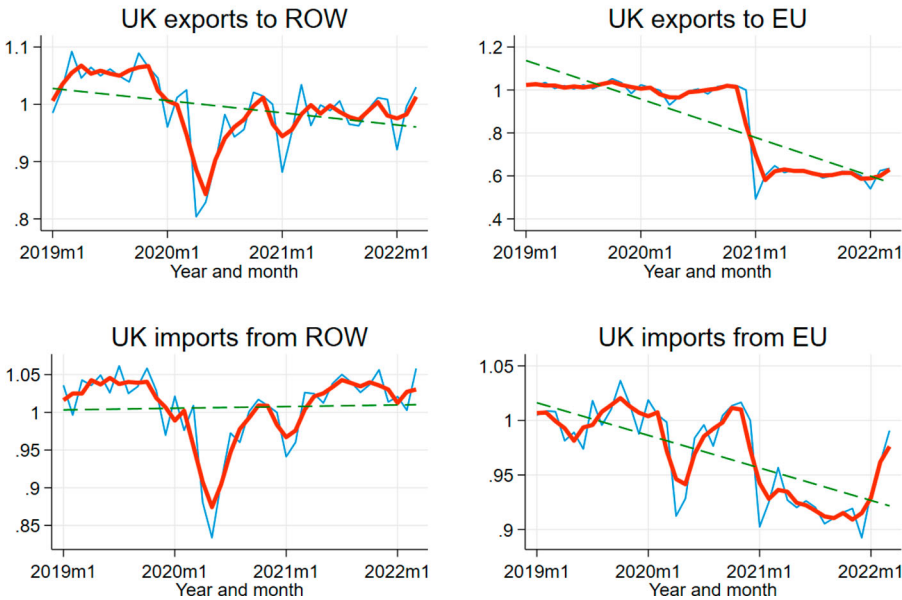 UK exports to ROW
1.1
1
.9
.8
2019m1 2020m1 2021m1 2022m1
Year and month
UK exports to EU
1.2
1
.8
.6
.4
2019m1 2020m1 2021m1 2022m1
Year and month
UK imports from ROW
1.05
1
.95
.9
.85
2019m1 2020m1 2021m1 2022m1
Year and month
UK imports from EU
1.05
1
.95
.9
2019m1 2020m1 2021m1 2022m1
Year and month